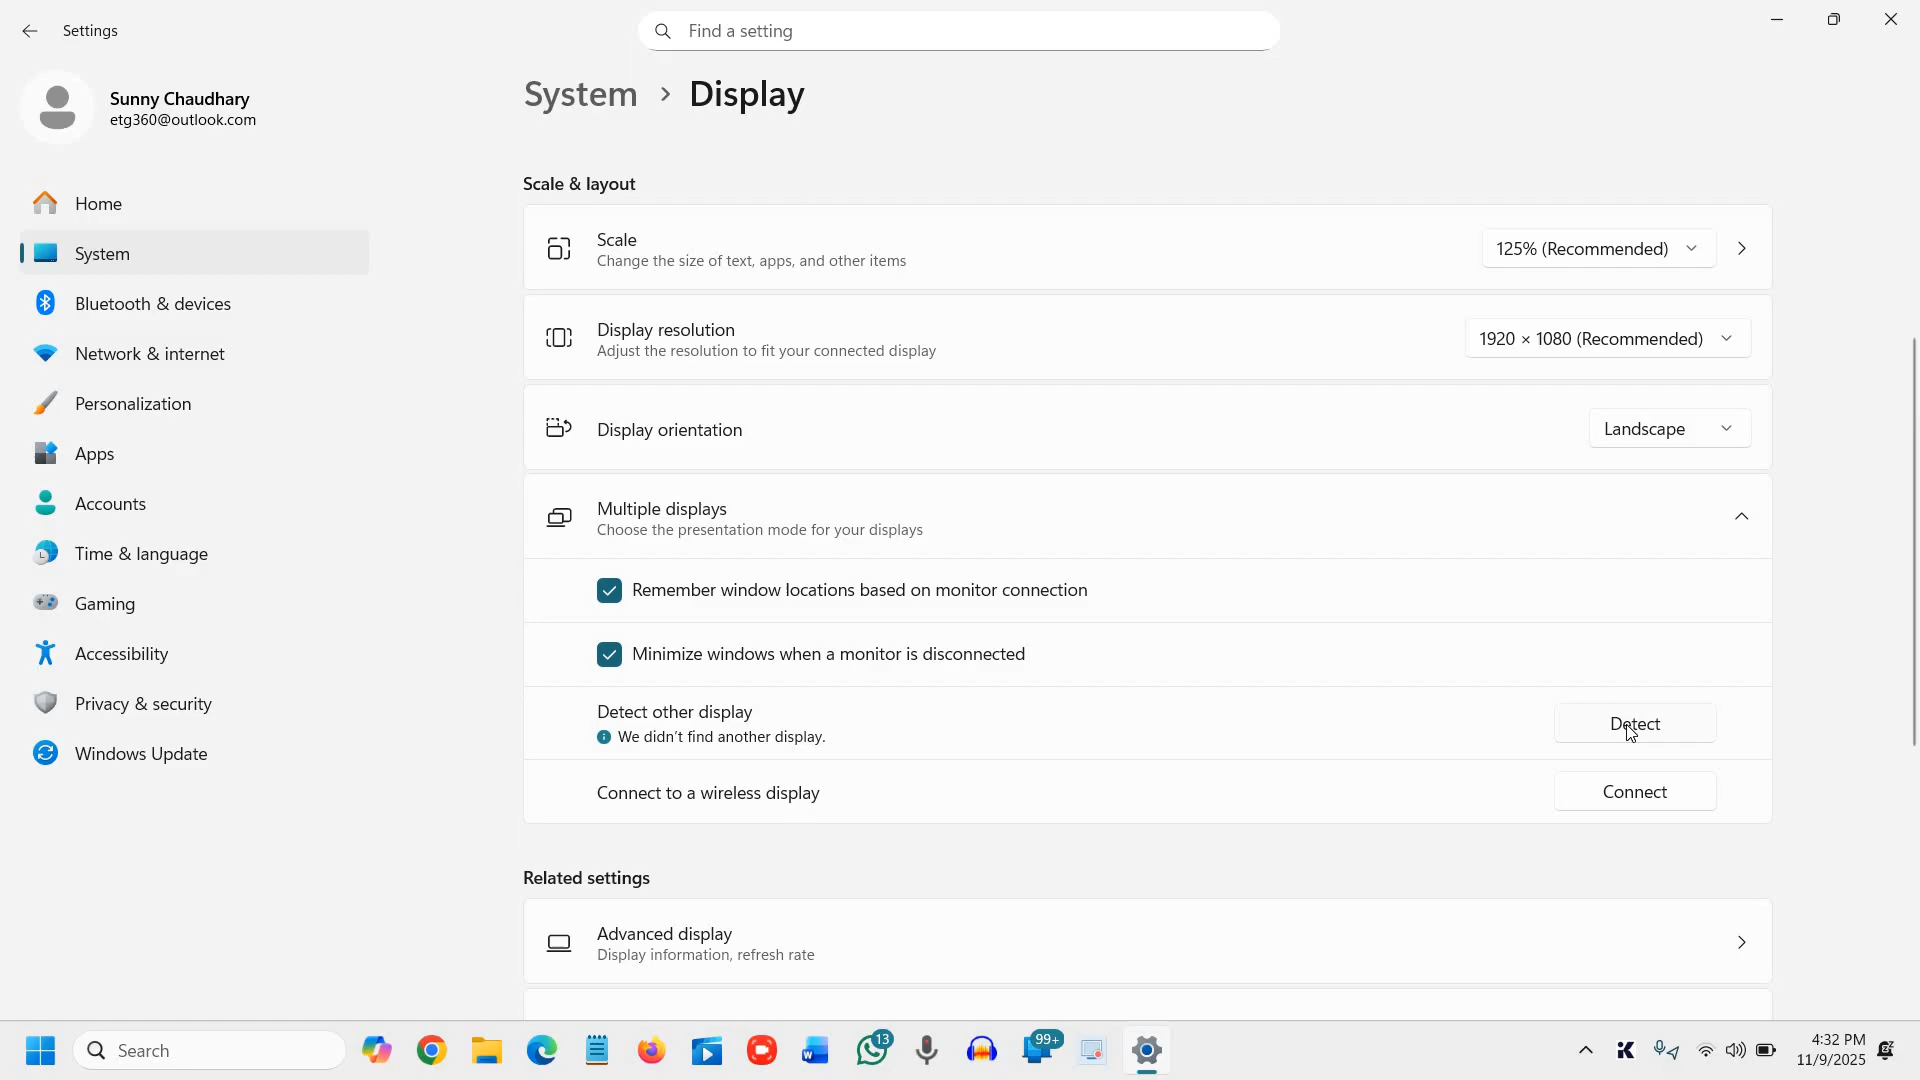 Settings
Find a setting
Sunny Chaudhary
etg360@outlook.com
Home
System
Bluetooth & devices
Network & internet
Personalization
Apps
Accounts
Time & language
Gaming
Accessibility
Privacy & security
Windows Update
System > Display
Scale & layout
Scale
Change the size of text, apps, and other items
125% (Recommended)
Display resolution
Adjust the resolution to fit your connected display
1920 × 1080 (Recommended)
Display orientation
Landscape
Multiple displays
Choose the presentation mode for your displays
Remember window locations based on monitor connection
Minimize windows when a monitor is disconnected
Detect other display
We didn't find another display.
Detect
Connect to a wireless display
Connect
Related settings
Advanced display
Display information, refresh rate
Search
13
99+
4:32 PM
11/9/2025